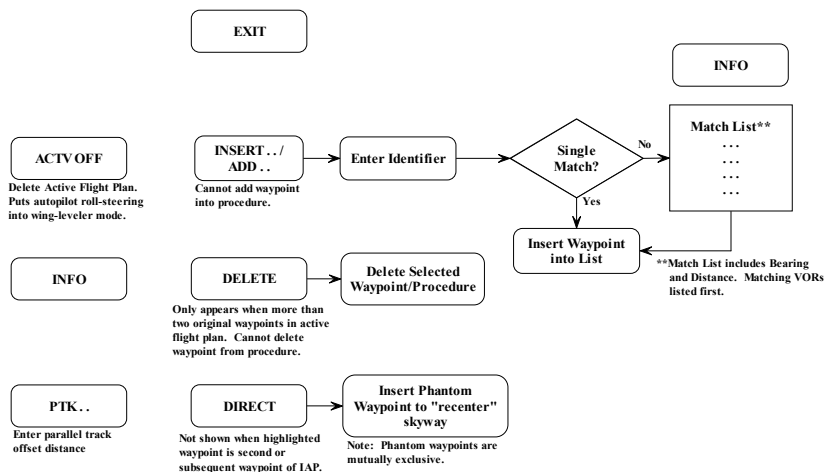 EXIT
INFO
ACTV OFF
Delete Active Flight Plan.
Puts autopilot roll-steering
into wing-leveler mode.
INSERT . . /
ADD . .
Cannot add waypoint
into procedure.
Enter Identifier
Single
Match?
No
Yes
Match List**
. . .
. . .
. . .
. . .
Insert Waypoint
into List
**Match List includes Bearing
and Distance. Matching VORs
listed first.
INFO
DELETE
Only appears when more than
two original waypoints in active
flight plan. Cannot delete
waypoint from procedure.
Delete Selected
Waypoint/Procedure
PTK . .
Enter parallel track
offset distance
DIRECT
Not shown when highlighted
waypoint is second or
subsequent waypoint of IAP.
Insert Phantom
Waypoint to "recenter"
skyway
Note: Phantom waypoints are
mutually exclusive.